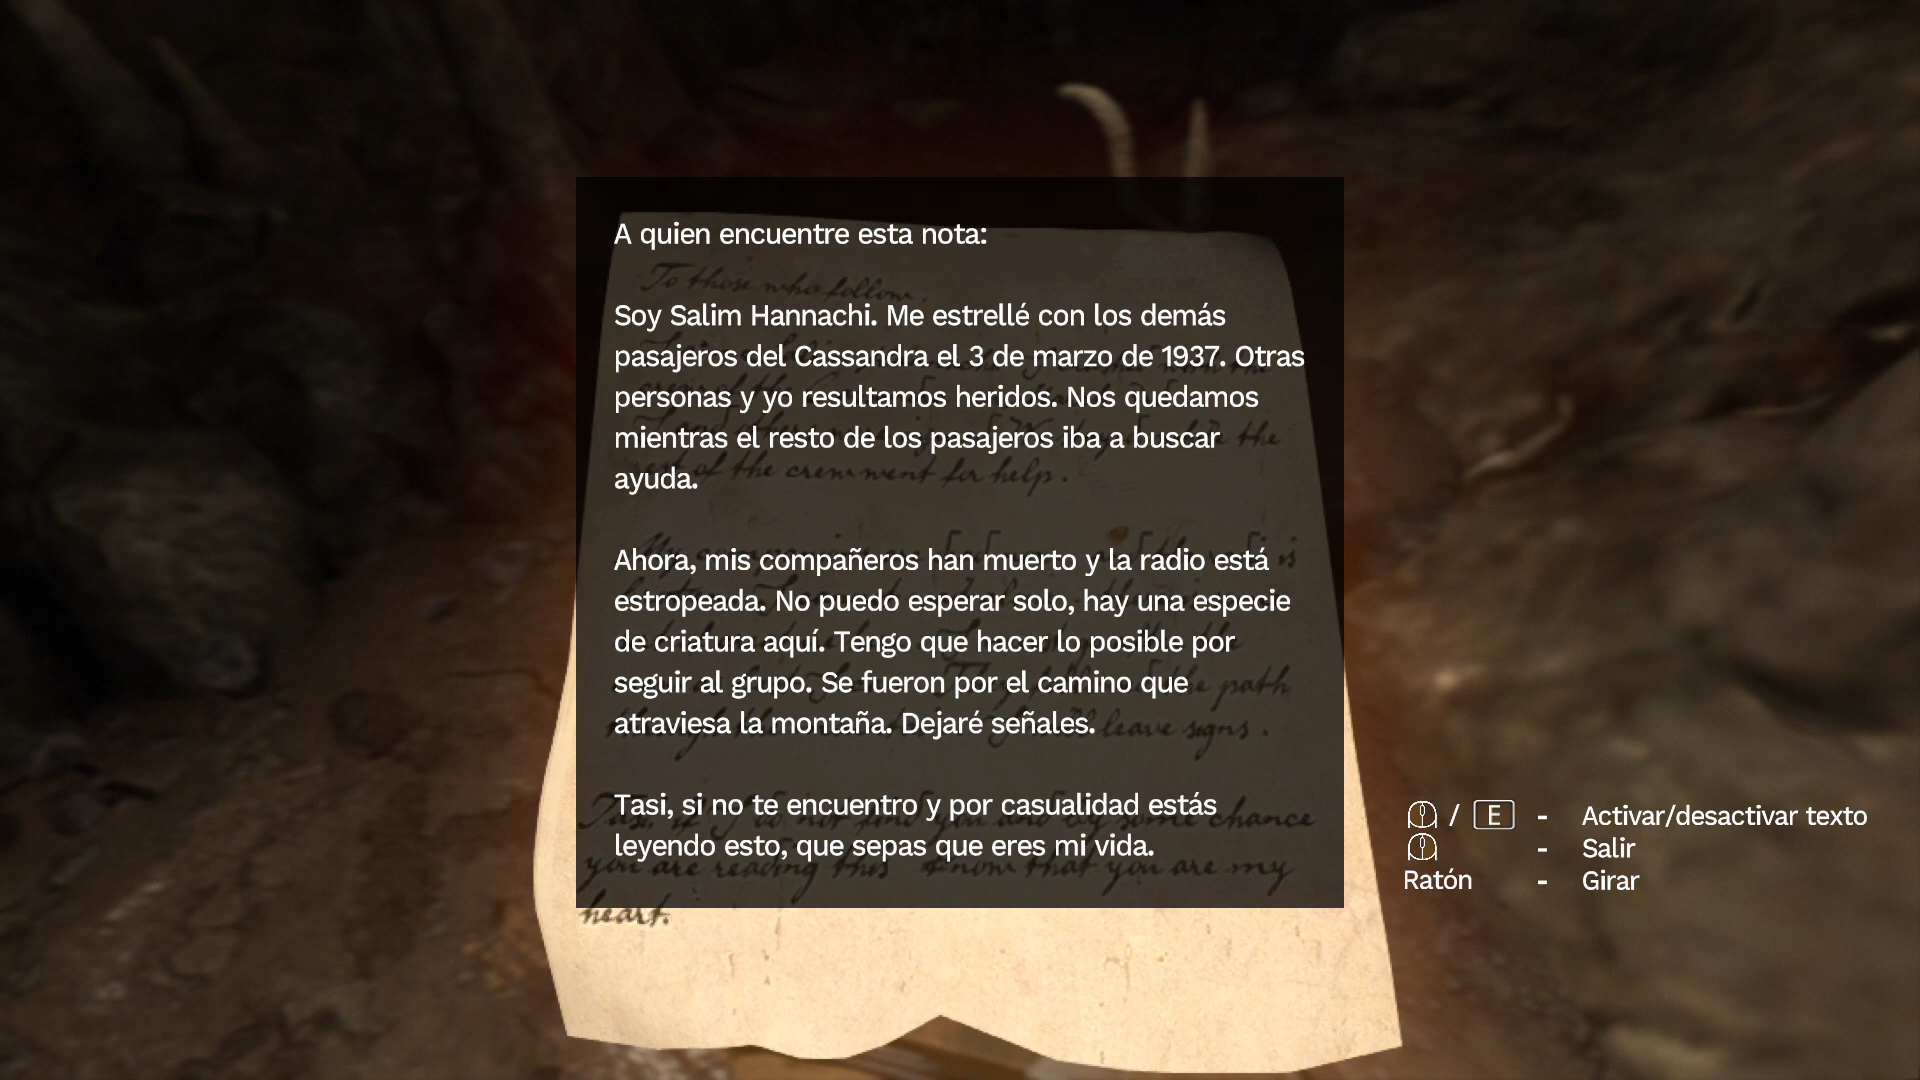 A quien encuentre esta nota:
To those who follow.
Soy Salim Hannachi. Me estrellé con los demás
pasajeros del Cassandra el 3 de marzo de 1937. Otras
personas y yo resultamos heridos. Nos quedamos
mientras el resto de los pasajeros iba a buscar
the
ayuda.
of the crew went for help.
Ahora, mis compañeros han muerto y la radio está
is
estropeada. No puedo esperar solo, hay una especie
de criatura aquí. Tengo que hacer lo posible por
seguir al grupo. Se fueron por el camino que
the path
atraviesa la montaña. Dejaré señales.
leave signs.
Tasi, si no te encuentro y por casualidad estás
chance
leyendo esto, que sepas que eres mi vida.
you are reading this know that you are my
heart.
/ E - Activar/desactivar texto
- Salir
Ratón - Girar